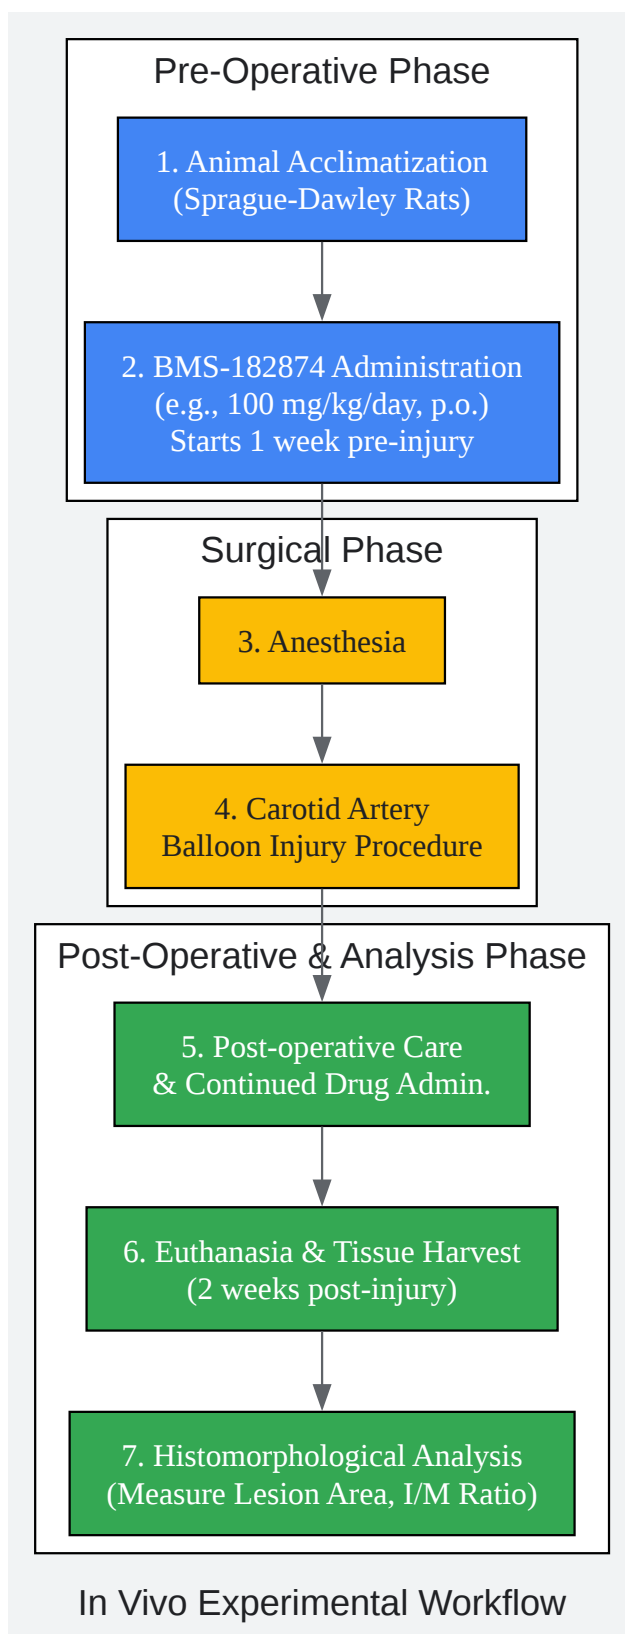 Pre-Operative Phase
1. Animal Acclimatization
(Sprague-Dawley Rats)
2. BMS-182874 Administration
(e.g., 100 mg/kg/day, p.o.)
Starts 1 week pre-injury
Surgical Phase
3. Anesthesia
4. Carotid Artery
Balloon Injury Procedure
Post-Operative & Analysis Phase
5. Post-operative Care
& Continued Drug Admin.
6. Euthanasia & Tissue Harvest
(2 weeks post-injury)
7. Histomorphological Analysis
(Measure Lesion Area, I/M Ratio)
In Vivo Experimental Workflow